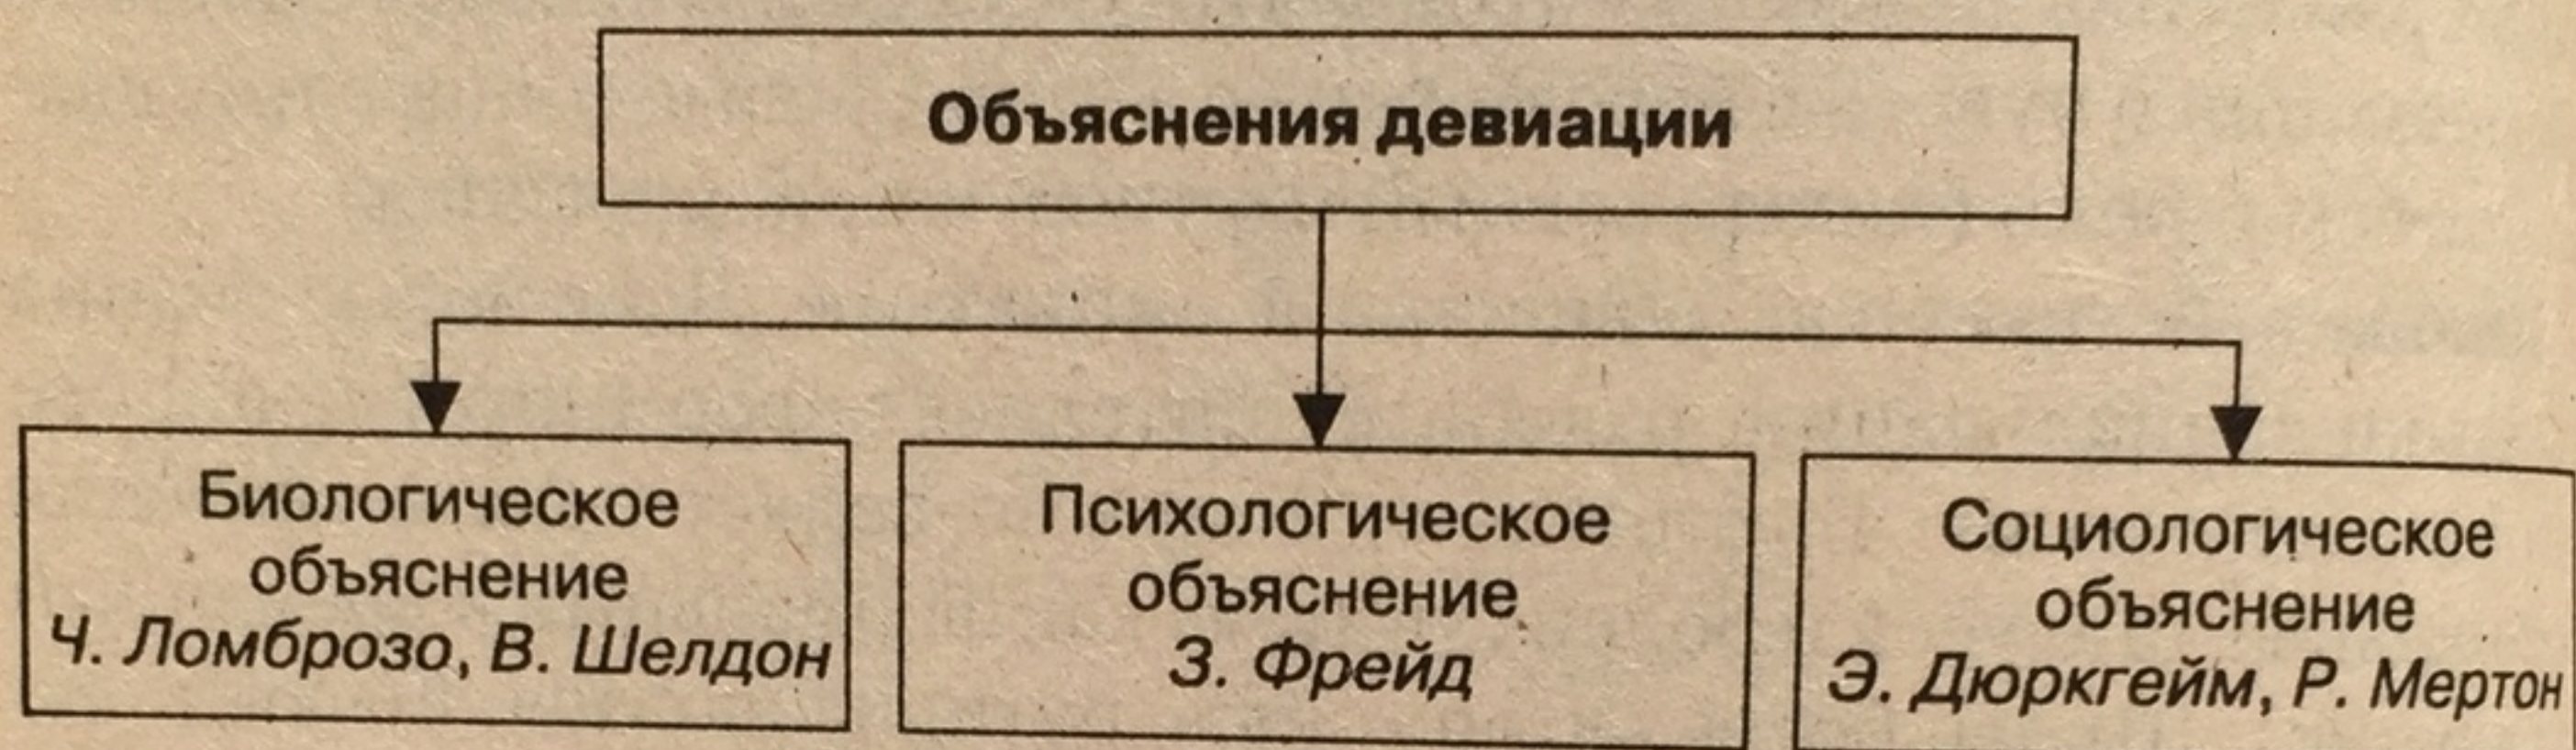 Объяснения девиации
Биологическое
объяснение
Ч. Ломброзо, В. Шелдон
Психологическое
объяснение
З. Фрейд
Социологическое
объяснение
Э. Дюркгейм, Р. Мертон